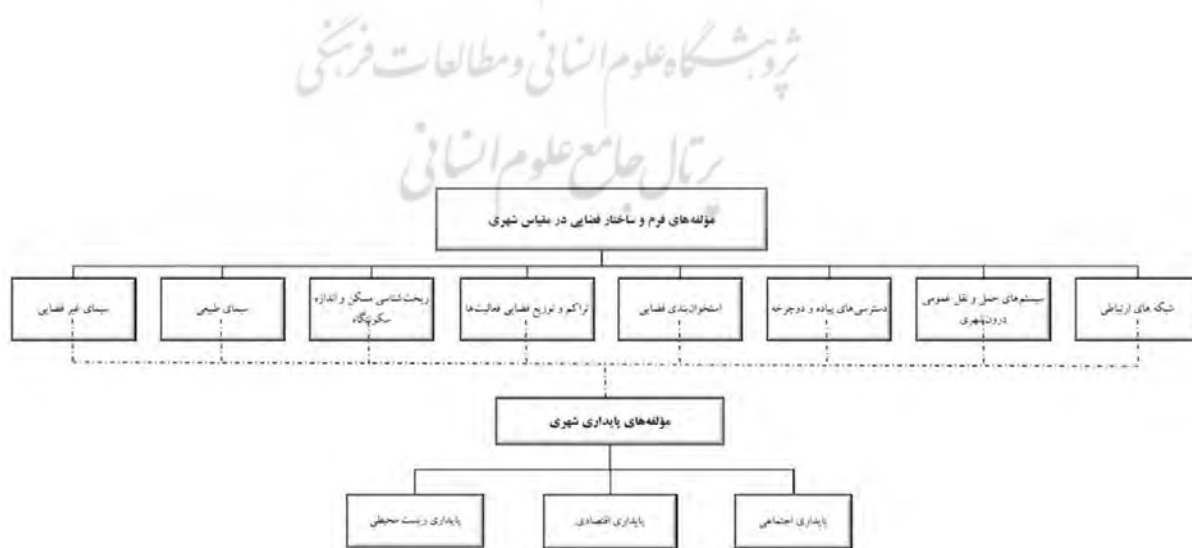 پژوهشگاه علوم انسانی و مطالعات فرهنگی
پرتال جامع علوم انسانی
مؤلفه‌های فرم و ساختار فضایی در مقیاس شهری
شبکه های ارتباطی
سیستم‌های حمل و نقل عمومی
درون‌شهری
دسترسی‌های پیاده و دوچرخه
استخوان‌بندی فضایی
تراکم و توزیع فضایی فعالیت‌ها
ریخت‌شناسی مسکن و اندازه
سکونتگاه
سیمای طبیعی
سیمای غیر فضایی
مؤلفه‌های پایداری شهری
پایداری اجتماعی
پایداری اقتصادی
پایداری زیست محیطی